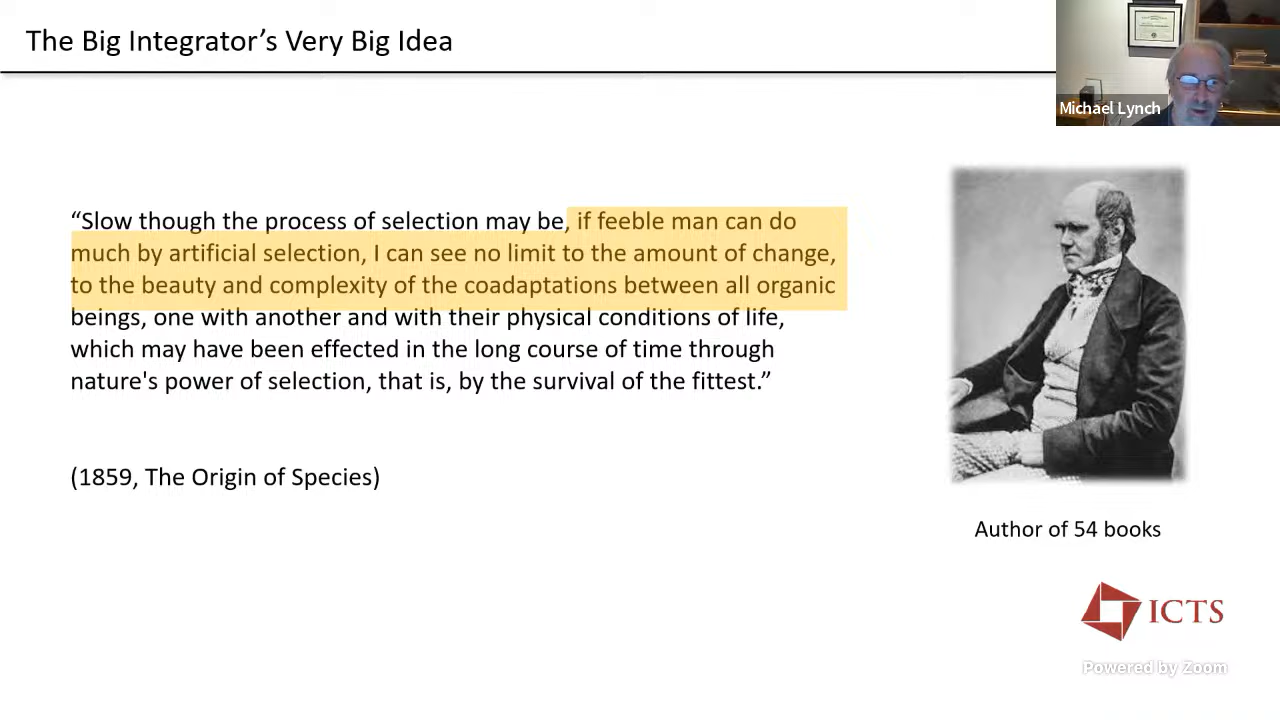 The Big Integrator’s Very Big Idea
Michael Lynch
“Slow though the process of selection may be, if feeble man can do
much by artificial selection, I can see no limit to the amount of change,
to the beauty and complexity of the coadaptations between all organic
beings, one with another and with their physical conditions of life,
which may have been effected in the long course of time through
nature's power of selection, that is, by the survival of the fittest.”
(1859, The Origin of Species)
Author of 54 books
ICTS
Powered by Zoom